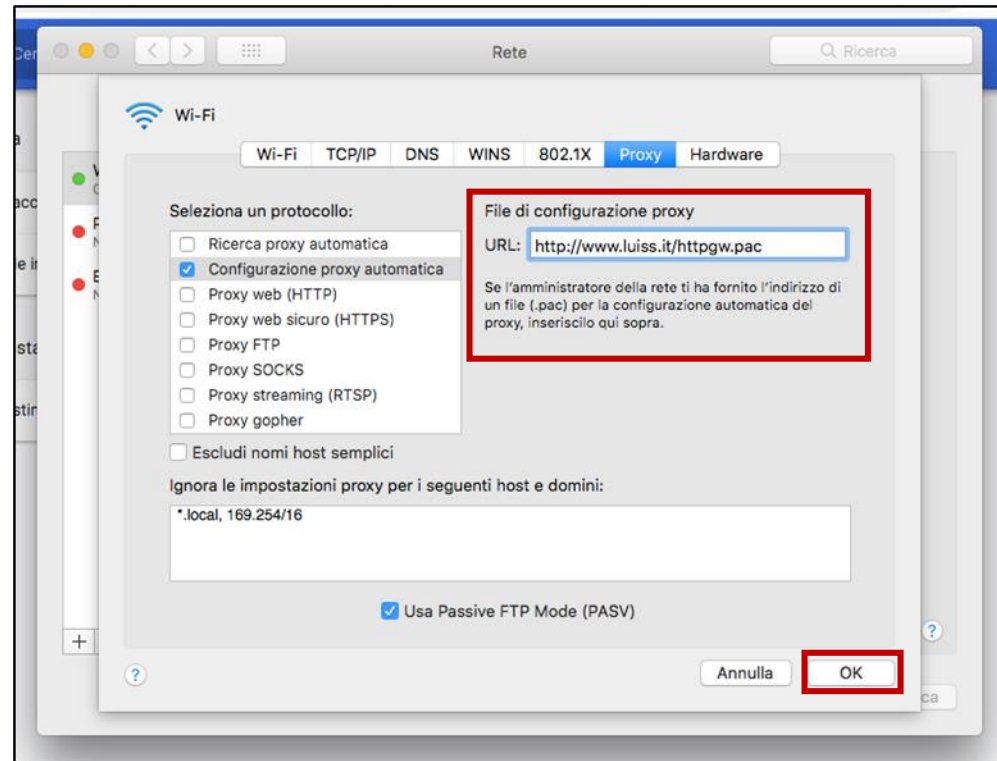 Cer
Rete
Ricerca
Wi-Fi
Wi-Fi TCP/IP DNS WINS 802.1X Proxy Hardware
Seleziona un protocollo:
Ricerca proxy automatica
Configurazione proxy automatica
Proxy web (HTTP)
Proxy web sicuro (HTTPS)
Proxy FTP
Proxy SOCKS
Proxy streaming (RTSP)
Proxy gopher
File di configurazione proxy
URL: http://www.luiss.it/httpgw.pac
Se l'amministratore della rete ti ha fornito l'indirizzo di
un file (.pac) per la configurazione automatica del
proxy, inseriscilo qui sopra.
Escludi nomi host semplici
Ignora le impostazioni proxy per i seguenti host e domini:
*.local, 169.254/16
Usa Passive FTP Mode (PASV)
+
?
?
Annulla OK
ca